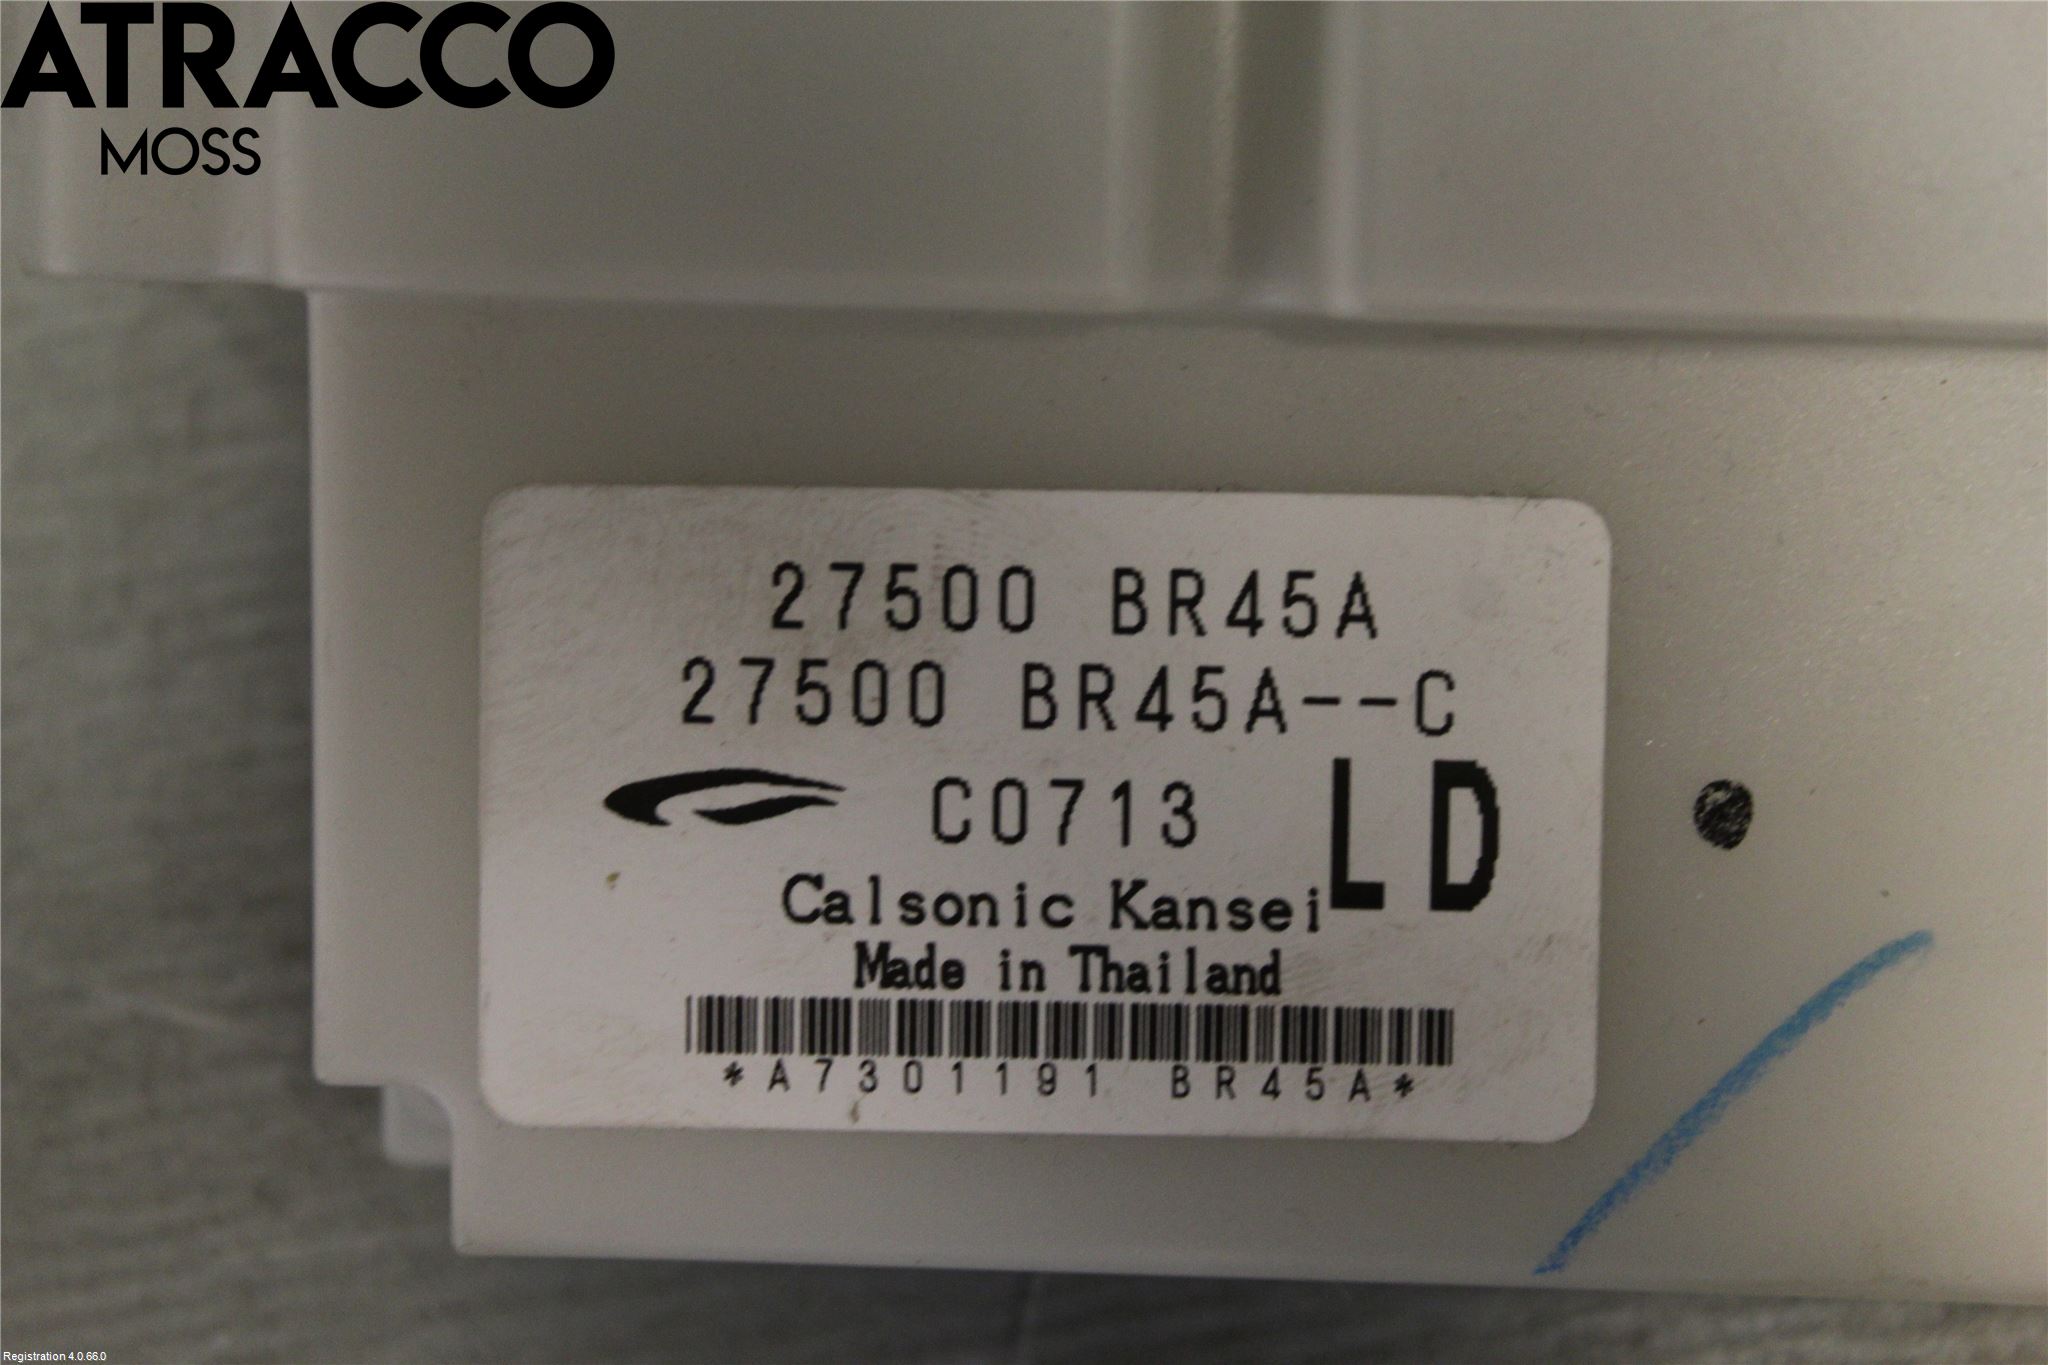 ATRACCO
MOSS
27500 BR45A
27500 BR45A--C
C0713 LD
Calsonic Kansei
Made in Thailand
*A7301191 BR45A*
Registration 4.0.66.0